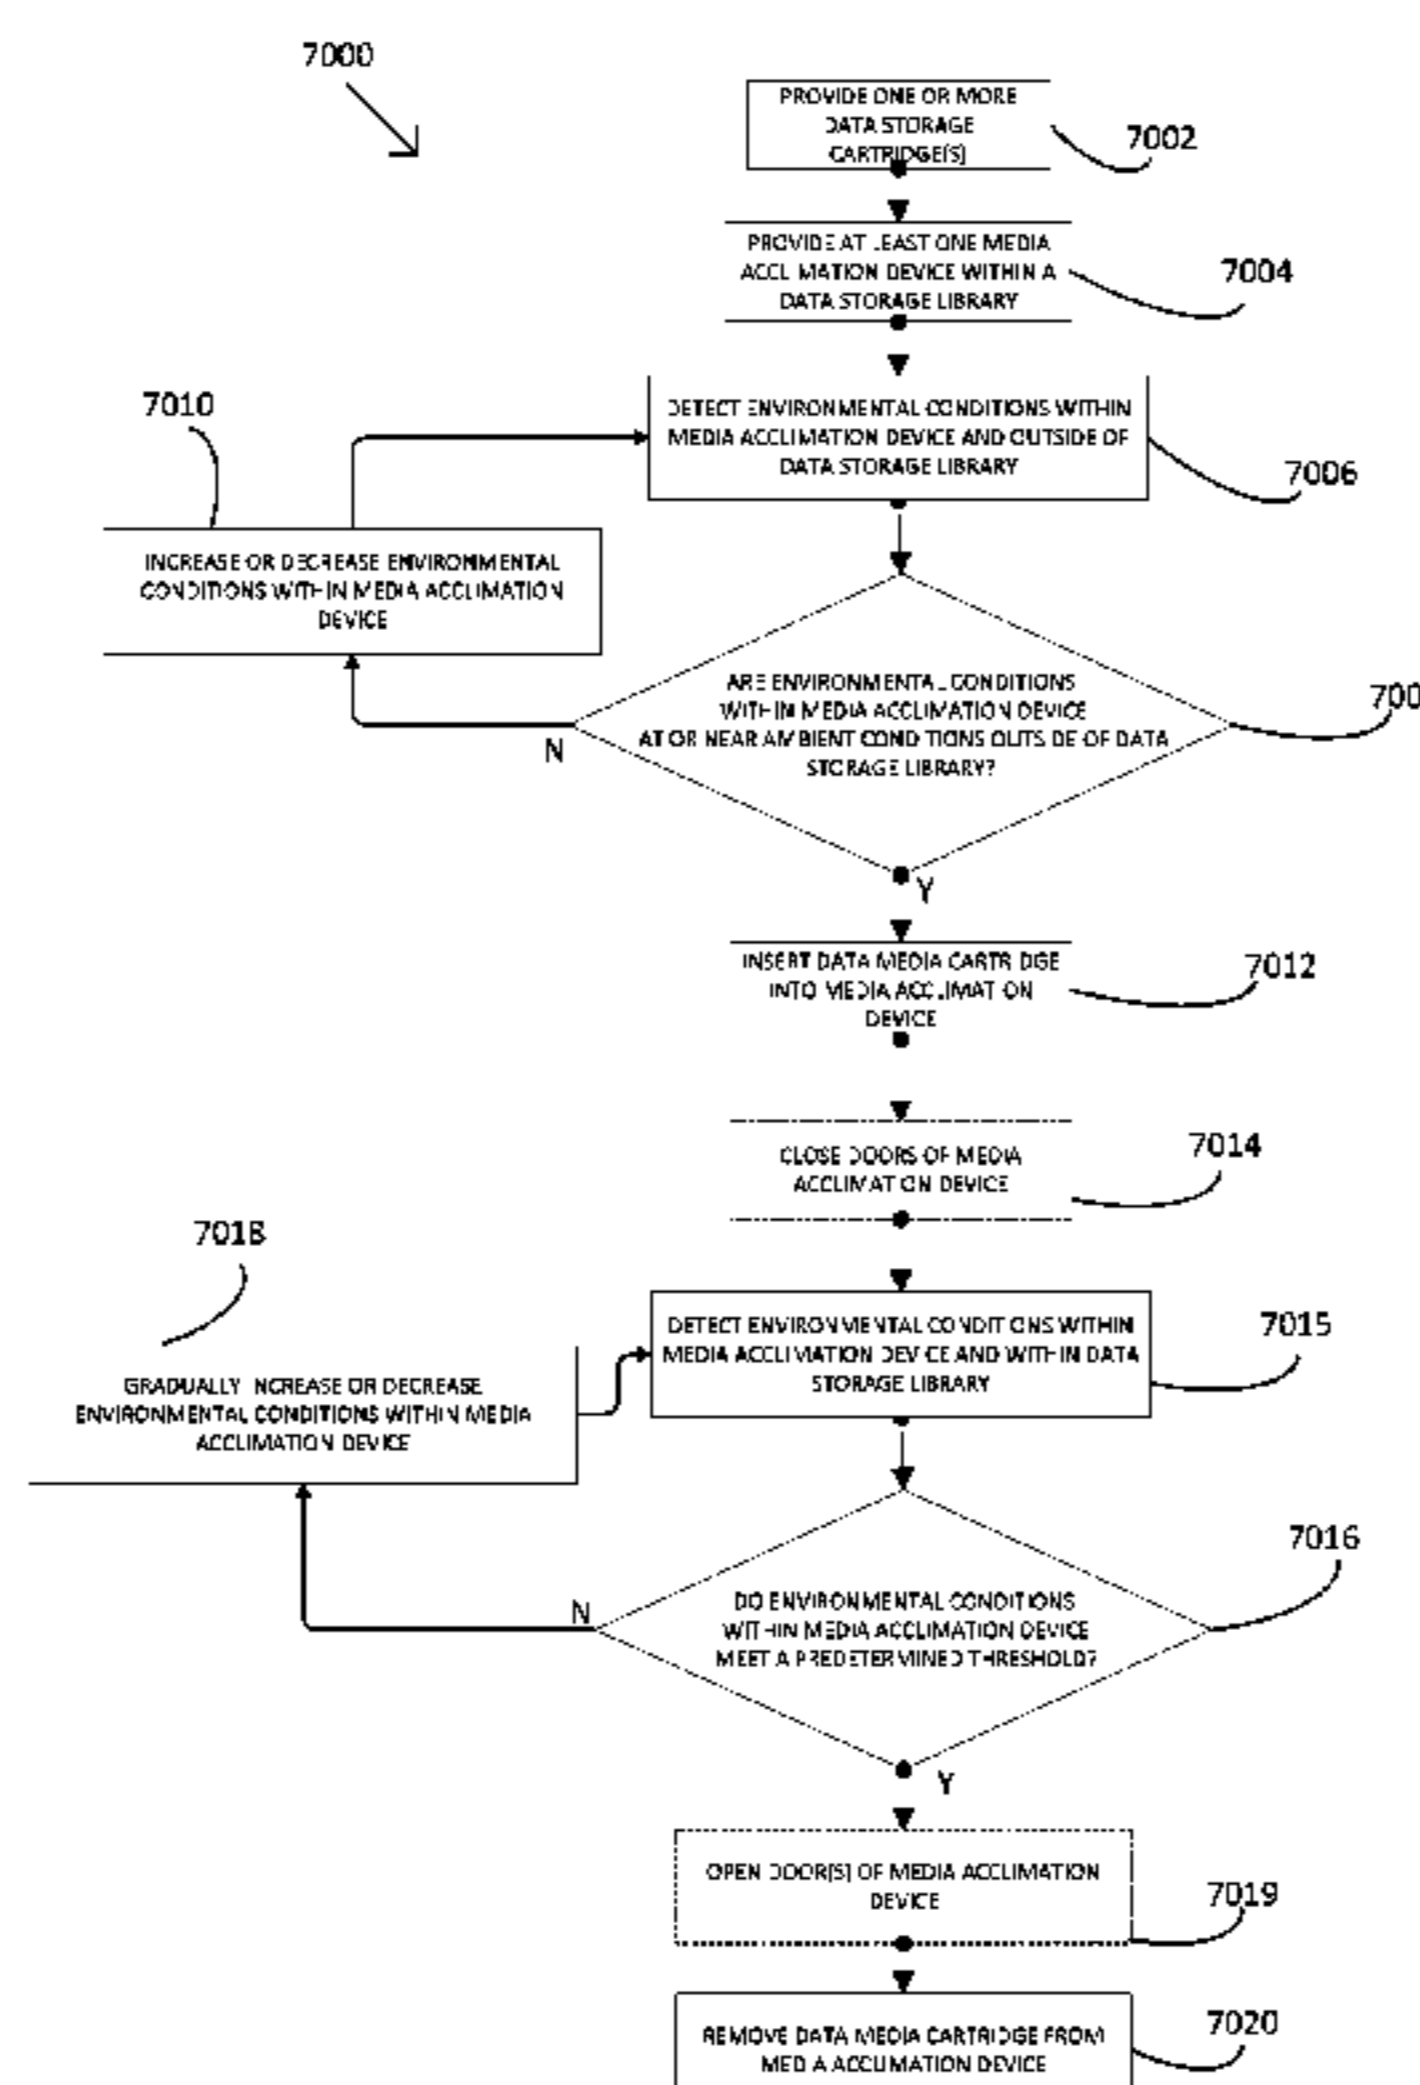 7000
PROVIDE ONE OR MORE
DATA STORAGE
CARTRIDGE(S)
7002
PROVIDE AT LEAST ONE MEDIA
ACCLIMATION DEVICE WITHIN A
DATA STORAGE LIBRARY
7004
DETECT ENVIRONMENTAL CONDITIONS WITHIN
MEDIA ACCLIMATION DEVICE AND OUTSIDE OF
DATA STORAGE LIBRARY
7006
7010
INCREASE OR DECREASE ENVIRONMENTAL
CONDITIONS WITHIN MEDIA ACCLIMATION
DEVICE
ARE ENVIRONMENTAL CONDITIONS
WITHIN MEDIA ACCLIMATION DEVICE
AT OR NEAR AMBIENT CONDITIONS OUTSIDE OF DATA
STORAGE LIBRARY?
700
N
Y
INSERT DATA MEDIA CARTRIDGE
INTO MEDIA ACCLIMATION
DEVICE
7012
CLOSE DOORS OF MEDIA
ACCLIMATION DEVICE
7014
7018
GRADUALLY INCREASE OR DECREASE
ENVIRONMENTAL CONDITIONS WITHIN MEDIA
ACCLIMATION DEVICE
DETECT ENVIRONMENTAL CONDITIONS WITHIN
MEDIA ACCLIMATION DEVICE AND WITHIN DATA
STORAGE LIBRARY
7015
DO ENVIRONMENTAL CONDITIONS
WITHIN MEDIA ACCLIMATION DEVICE
MEET A PREDETERMINED THRESHOLD?
7016
N
Y
OPEN DOOR(S) OF MEDIA ACCLIMATION
DEVICE
7019
REMOVE DATA MEDIA CARTRIDGE FROM
MEDIA ACCLIMATION DEVICE
7020